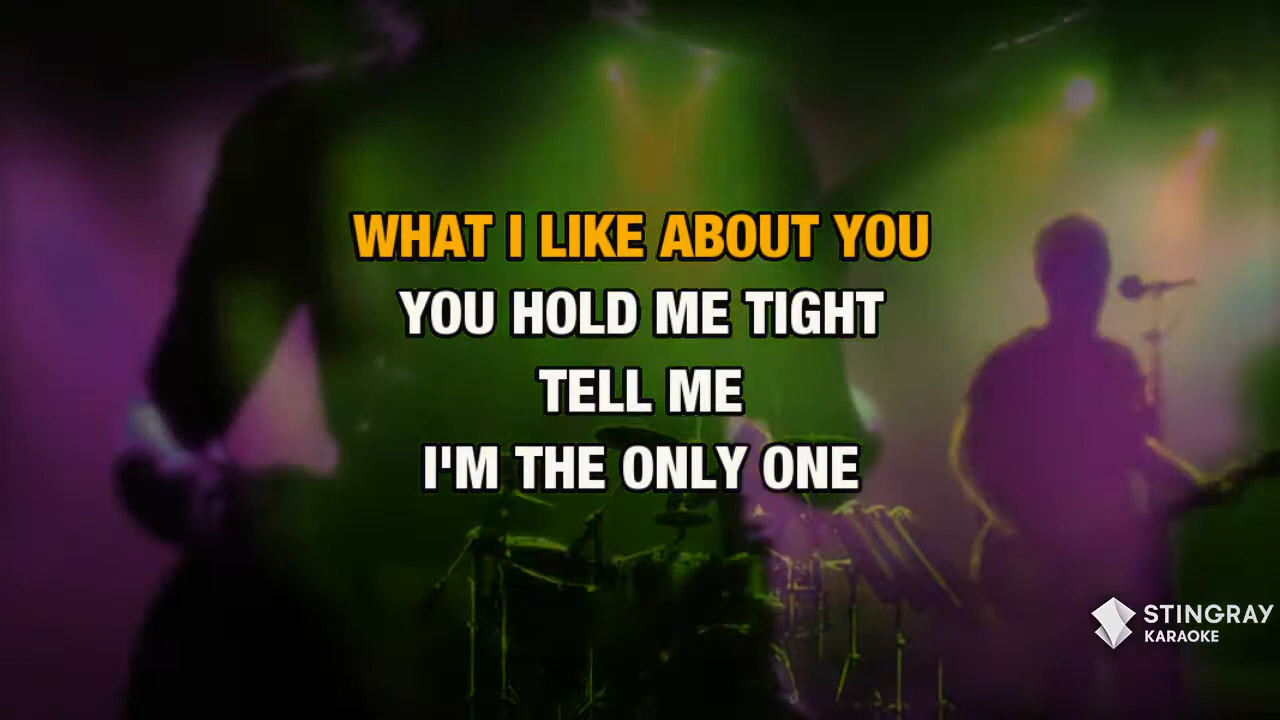 WHAT I LIKE ABOUT YOU
YOU HOLD ME TIGHT
TELL ME
I'M THE ONLY ONE
STINGRAY
KARAOKE